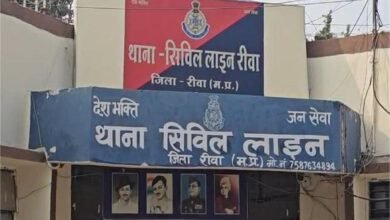 थाना - सिविल लाइन रीवा
जिला - रीवा (म.प्र.)
देश भक्ति
जन सेवा
थाना सिविल लाइन
जिला रीवा (म.प्र.) मो.नं 7587634894